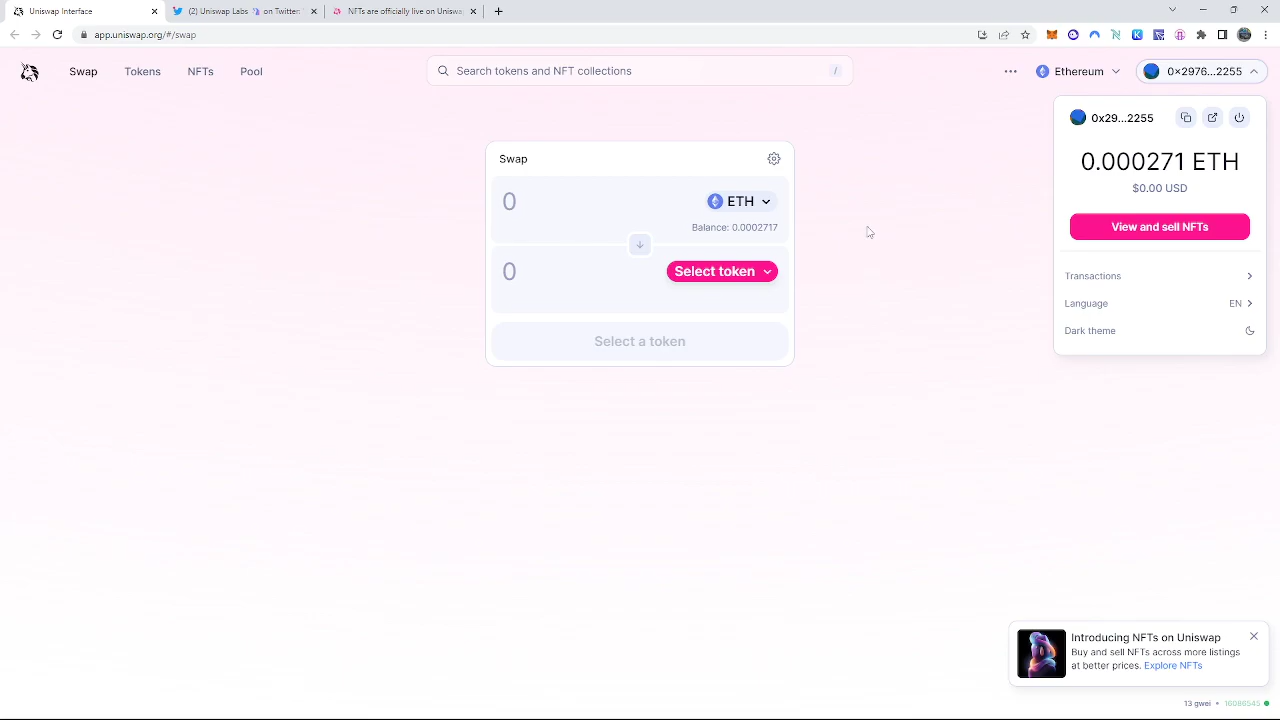 Uniswap Interface
(2) Uniswap Labs on Twitter:
NFTs are officially live on Uniswap
app.uniswap.org/#/swap
Swap
Tokens
NFTs
Pool
Search tokens and NFT collections
/
Ethereum
0x2976...2255
0x29...2255
0.000271 ETH
$0.00 USD
View and sell NFTs
Transactions
Language
EN
Dark theme
Swap
0
ETH
Balance: 0.0002717
0
Select token
Select a token
Introducing NFTs on Uniswap
Buy and sell NFTs across more listings
at better prices. Explore NFTs
13 gwei • 16086545